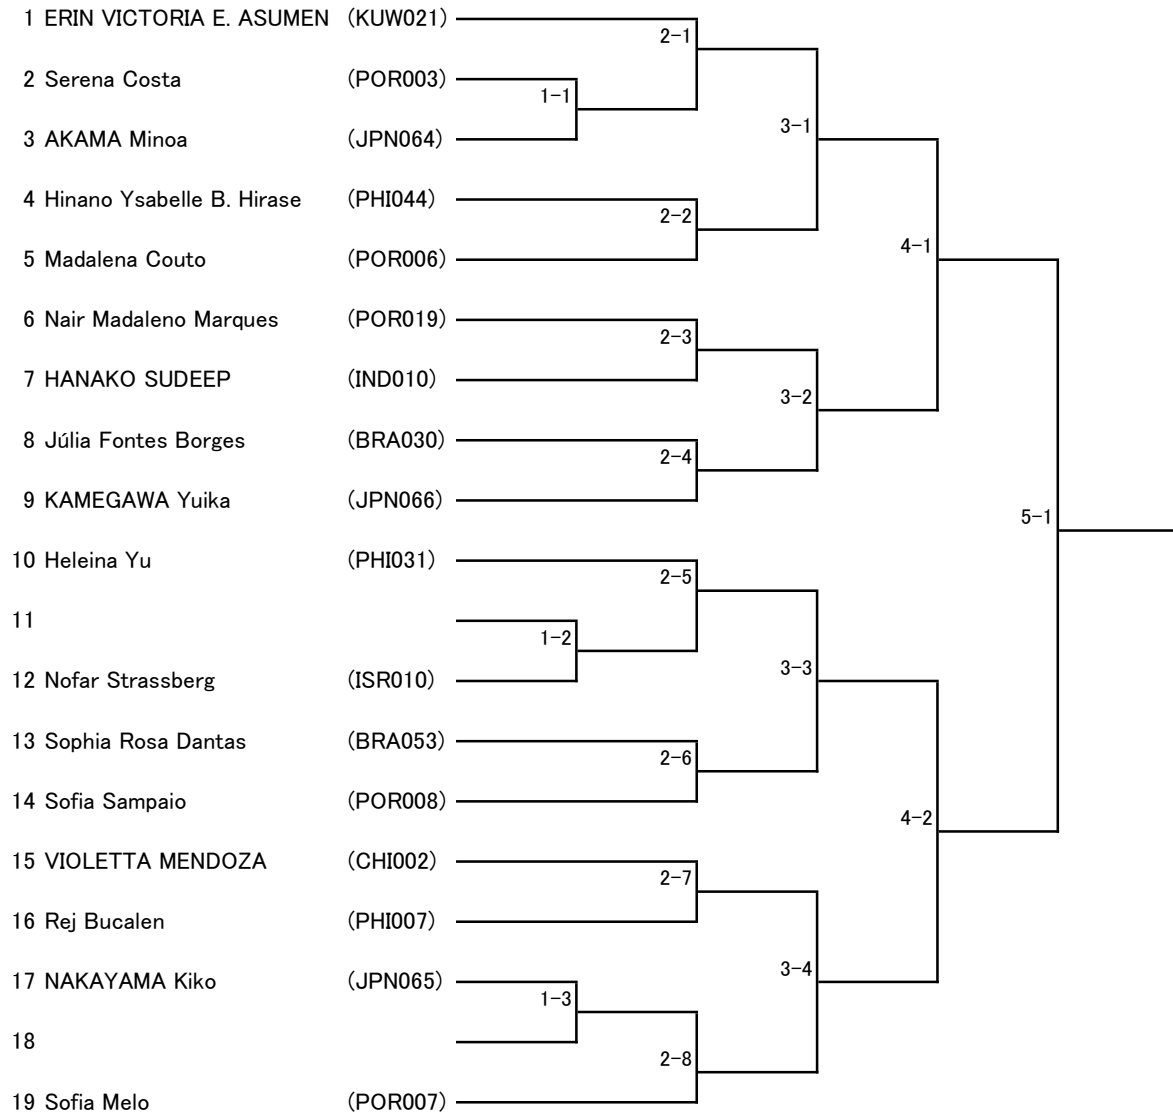 1 ERIN VICTORIA E. ASUMEN (KUW021)
2-1
2 Serena Costa (POR003)
1-1
3 AKAMA Minoa (JPN064)
3-1
4 Hinano Ysabelle B. Hirase (PHI044)
2-2
4-1
5 Madalena Couto (POR006)
6 Nair Madaleno Marques (POR019)
2-3
7 HANAKO SUDEEP (IND010)
3-2
8 Júlia Fontes Borges (BRA030)
2-4
9 KAMEGAWA Yuika (JPN066)
5-1
10 Heleina Yu (PHI031)
2-5
11
1-2
12 Nofar Strassberg (ISR010)
3-3
13 Sophia Rosa Dantas (BRA053)
2-6
14 Sofia Sampaio (POR008)
4-2
15 VIOLETTA MENDOZA (CHI002)
2-7
16 Rej Bucalen (PHI007)
3-4
17 NAKAYAMA Kiko (JPN065)
1-3
18
2-8
19 Sofia Melo (POR007)